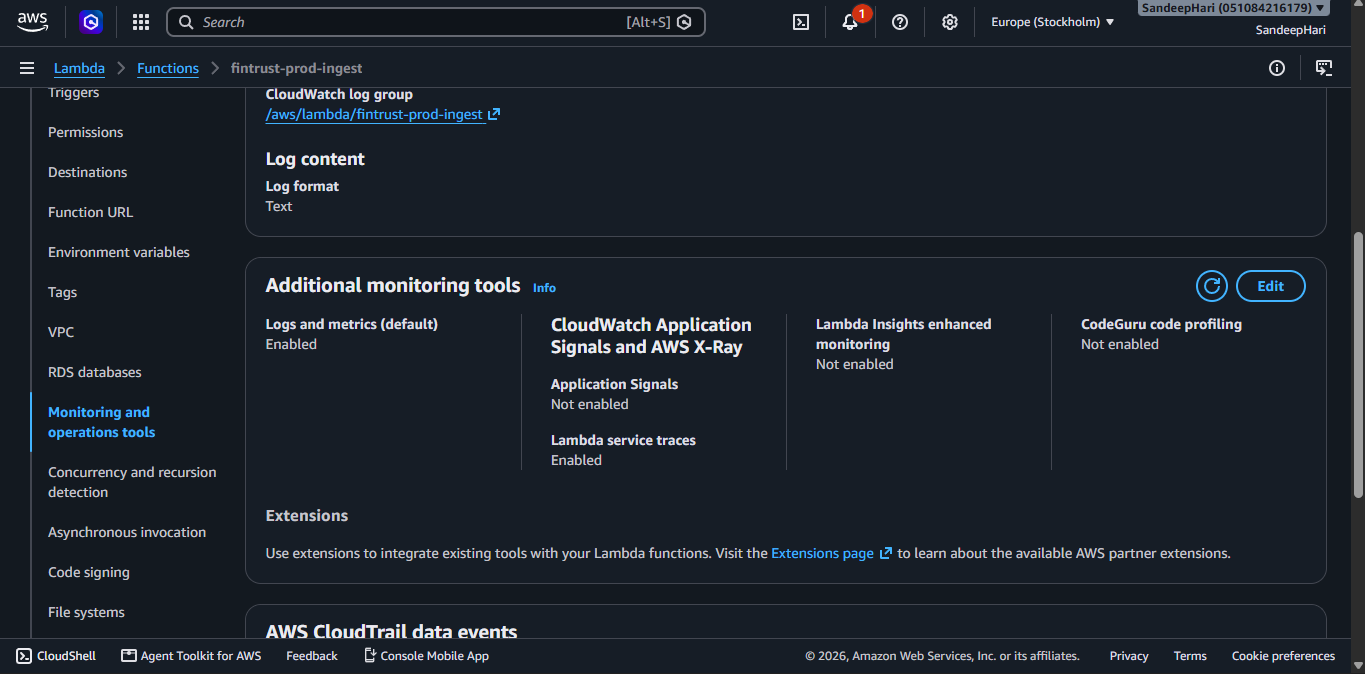 aws
Search [Alt+S]
1
Europe (Stockholm)
SandeepHari (051084216179)
SandeepHari
Lambda
Functions
fintrust-prod-ingest
Triggers
Permissions
Destinations
Function URL
Environment variables
Tags
VPC
RDS databases
Monitoring and
operations tools
Concurrency and recursion
detection
Asynchronous invocation
Code signing
File systems
CloudWatch log group
/aws/lambda/fintrust-prod-ingest
Log content
Log format
Text
Additional monitoring tools Info
Edit
Logs and metrics (default)
Enabled
CloudWatch Application
Signals and AWS X-Ray
Application Signals
Not enabled
Lambda service traces
Enabled
Lambda Insights enhanced
monitoring
Not enabled
CodeGuru code profiling
Not enabled
Extensions
Use extensions to integrate existing tools with your Lambda functions. Visit the Extensions page to learn about the available AWS partner extensions.
AWS CloudTrail data events
CloudShell
Agent Toolkit for AWS
Feedback
Console Mobile App
© 2026, Amazon Web Services, Inc. or its affiliates.
Privacy
Terms
Cookie preferences